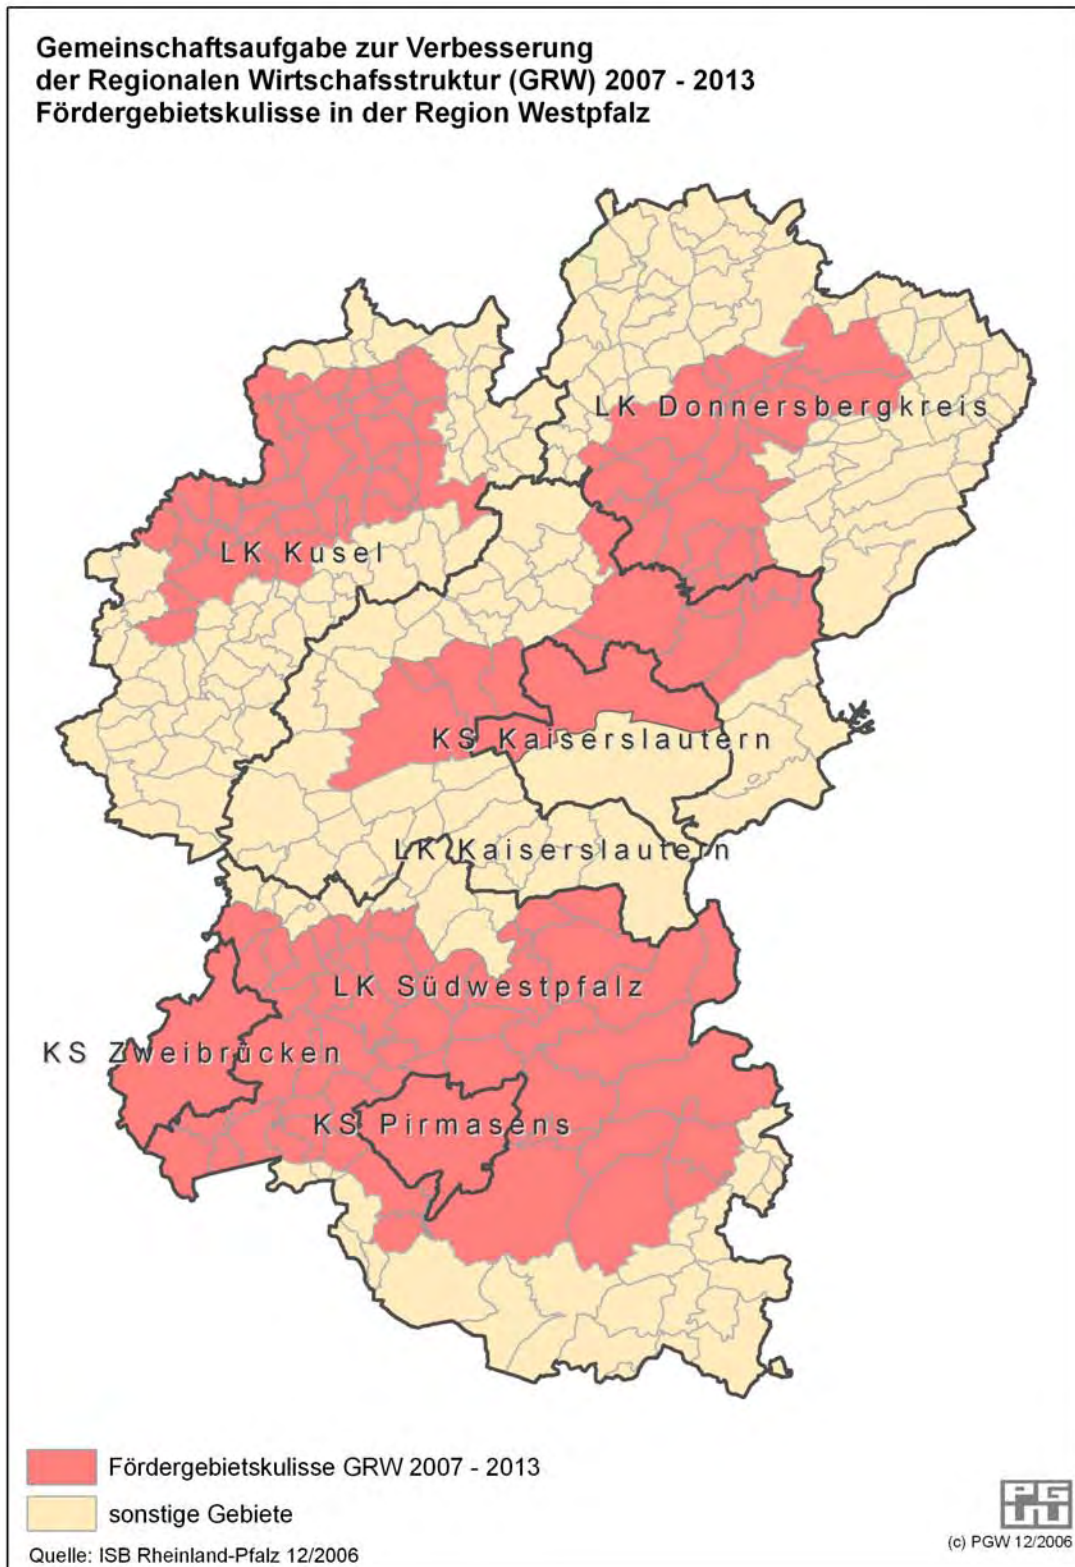 Gemeinschaftsaufgabe zur Verbesserung
der Regionalen Wirtschafsstruktur (GRW) 2007 - 2013
Fördergebietskulisse in der Region Westpfalz
LK Donnersbergkreis
LK Kusel
KS Kaiserslautern
LK Kaiserslautern
LK Südwestpfalz
KS Zweibrücken
KS Pirmasens
Fördergebietskulisse GRW 2007 - 2013
sonstige Gebiete
Quelle: ISB Rheinland-Pfalz 12/2006
PGW
(c) PGW 12/2006